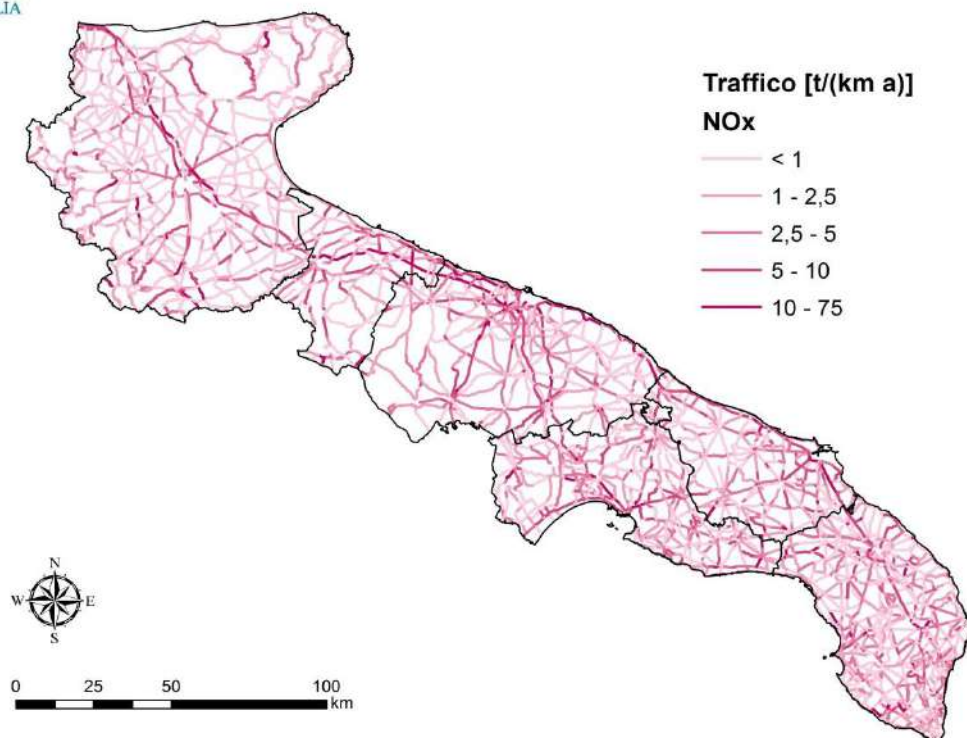 LIA
Traffico [t/(km a)]
NOx
< 1
1 - 2,5
2,5 - 5
5 - 10
10 - 75
N
W E
S
0 25 50 100
km